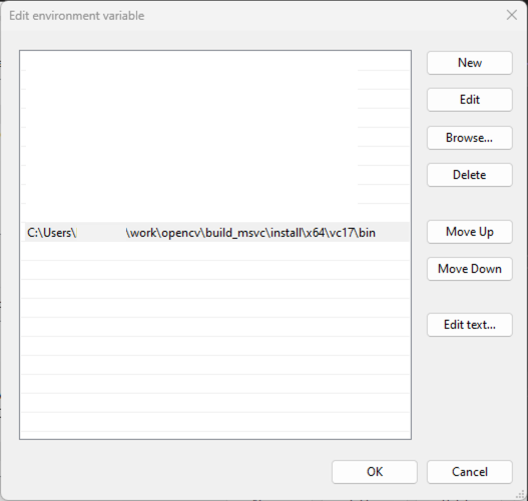 Edit environment variable
New
Edit
Browse...
Delete
C:\Users\ \work\opencv\build_msvc\install\x64\vc17\bin
Move Up
Move Down
Edit text...
OK
Cancel